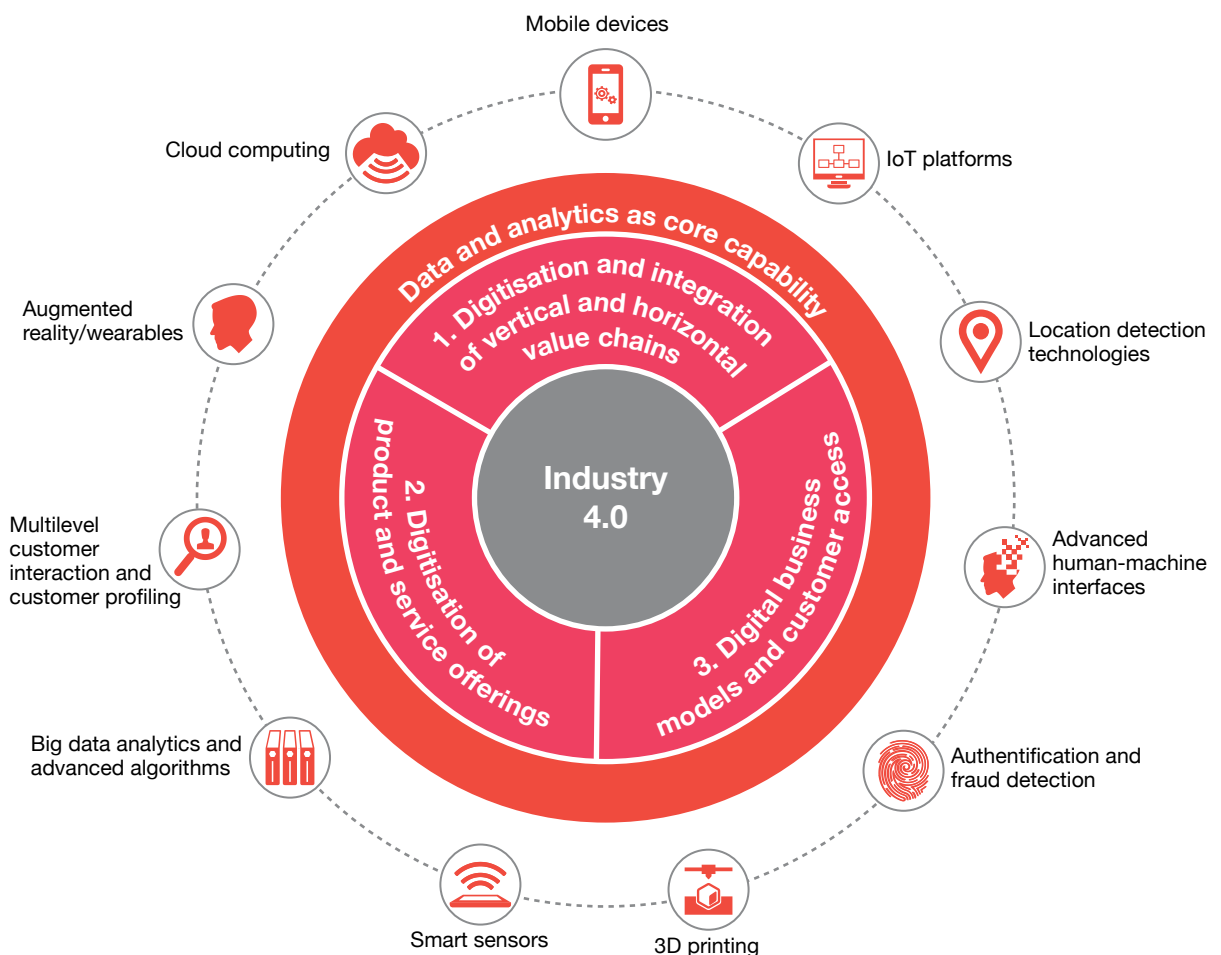 Mobile devices
Cloud computing
IoT platforms
Data and analytics as core capability
1. Digitisation and integration
of vertical and horizontal
value chains
Augmented
reality/wearables
Location detection
technologies
Industry
4.0
2. Digitisation of
product and service offerings
3. Digital business
models and customer access
Multilevel
customer
interaction and
customer profiling
Advanced
human-machine
interfaces
Big data analytics and
advanced algorithms
Authentification and
fraud detection
Smart sensors
3D printing